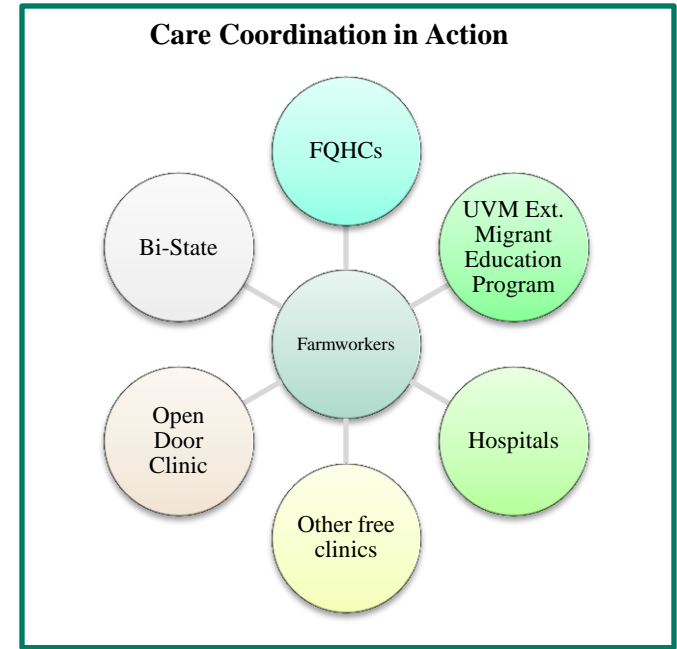 Care Coordination in Action
FQHCs
UVM Ext.
Migrant
Education
Program
Bi-State
Farmworkers
Open
Door
Clinic
Hospitals
Other free
clinics